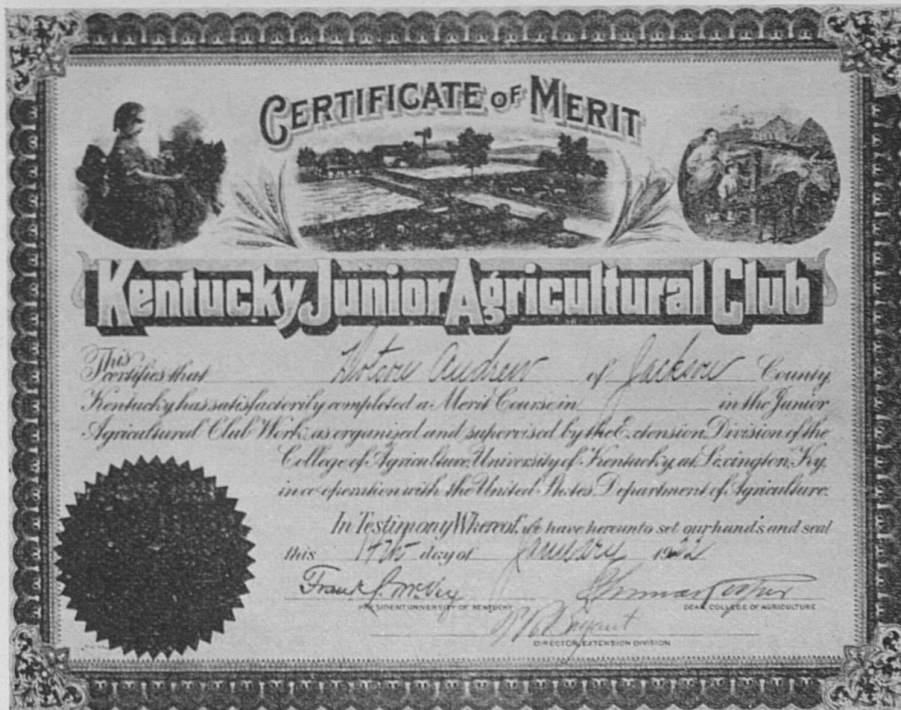 CERTIFICATE OF MERIT
Kentucky Junior Agricultural Club
This certifies that Andrew of Jackson County,
Kentucky has satisfactorily completed a Merit Course in in the Junior
Agricultural Club Work, as organized and supervised by the Extension Division of the
College of Agriculture University of Kentucky, at Lexington, Ky.
in co-operation with the United States Department of Agriculture.
In Testimony Whereof, we have hereunto set our hands and seal
this day of January 1922
Frank L. McVey
PRESIDENT UNIVERSITY OF KENTUCKY
DEAN, COLLEGE OF AGRICULTURE
DIRECTOR, EXTENSION DIVISION